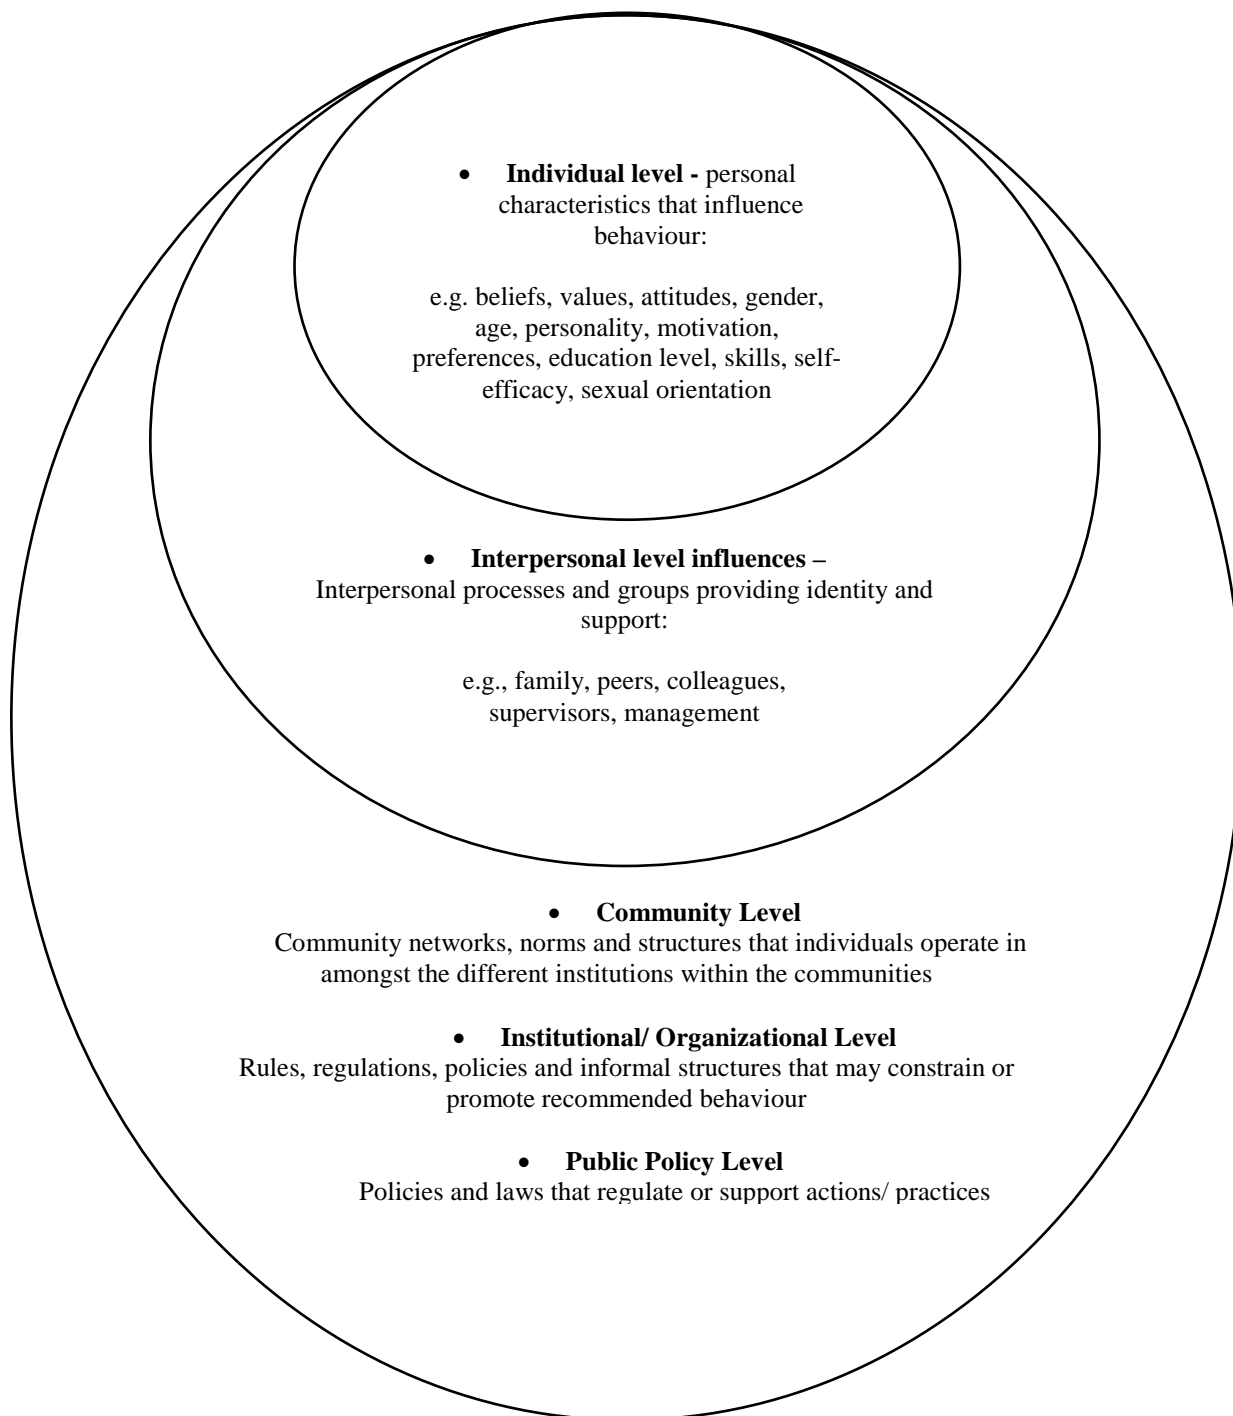 • Individual level - personal
characteristics that influence
behaviour:
e.g. beliefs, values, attitudes, gender,
age, personality, motivation,
preferences, education level, skills, self-
efficacy, sexual orientation
• Interpersonal level influences –
Interpersonal processes and groups providing identity and
support:
e.g., family, peers, colleagues,
supervisors, management
• Community Level
Community networks, norms and structures that individuals operate in
amongst the different institutions within the communities
• Institutional/ Organizational Level
Rules, regulations, policies and informal structures that may constrain or
promote recommended behaviour
• Public Policy Level
Policies and laws that regulate or support actions/ practices